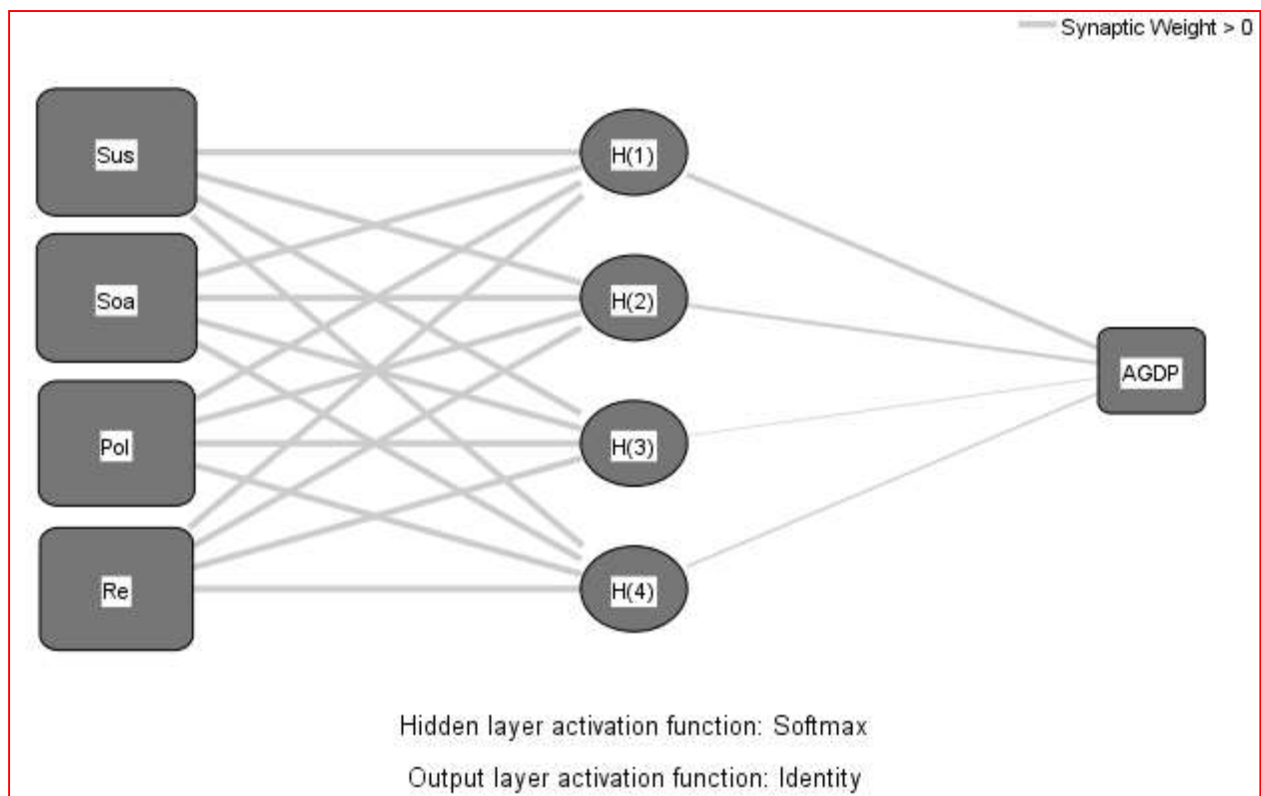 Synaptic Weight > 0
Sus
H(1)
Soa
H(2)
AGDP
Pol
H(3)
Re
H(4)
Hidden layer activation function: Softmax
Output layer activation function: Identity